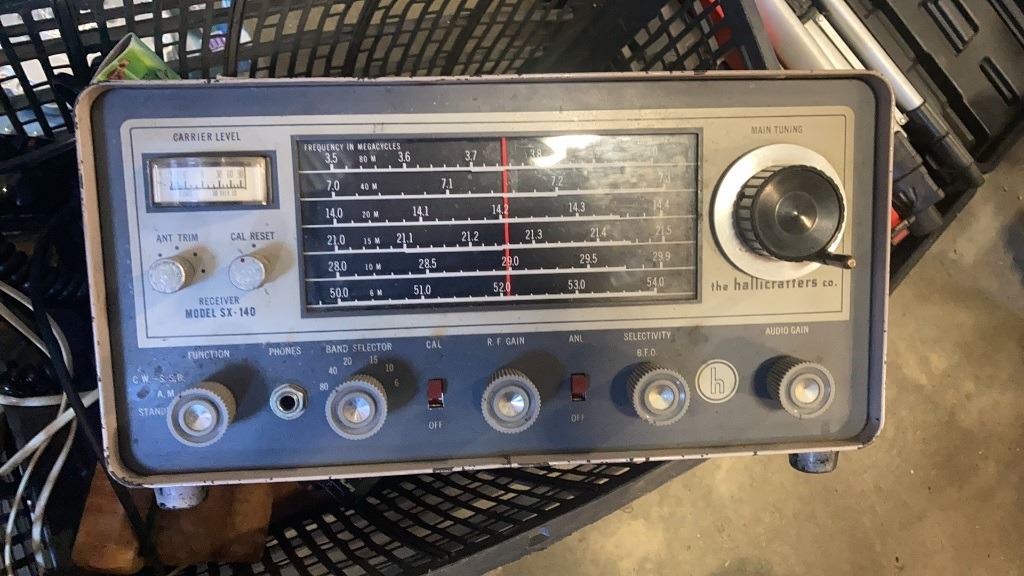 CARRIER LEVEL
ANT TRIM
CAL RESET
RECEIVER
MODEL SX-140
FREQUENCY IN MEGACYCLES
3.5 80 M 3.6 3.7 3.8
7.0 40 M 7.1 7.2 7.3
14.0 20 M 14.1 14.2 14.3 14.4
21.0 15 M 21.1 21.2 21.3 21.4 21.5
28.0 10 M 28.5 29.0 29.5 29.9
50.0 6 M 51.0 52.0 53.0 54.0
MAIN TUNING
the hallicrafters co.
FUNCTION
C.W.-S.S.B.
A.M.
PHONES
BAND SELECTOR
80 40 20 15 10 6
CAL
OFF
R.F. GAIN
ANL
OFF
SELECTIVITY
B.F.O.
h
AUDIO GAIN